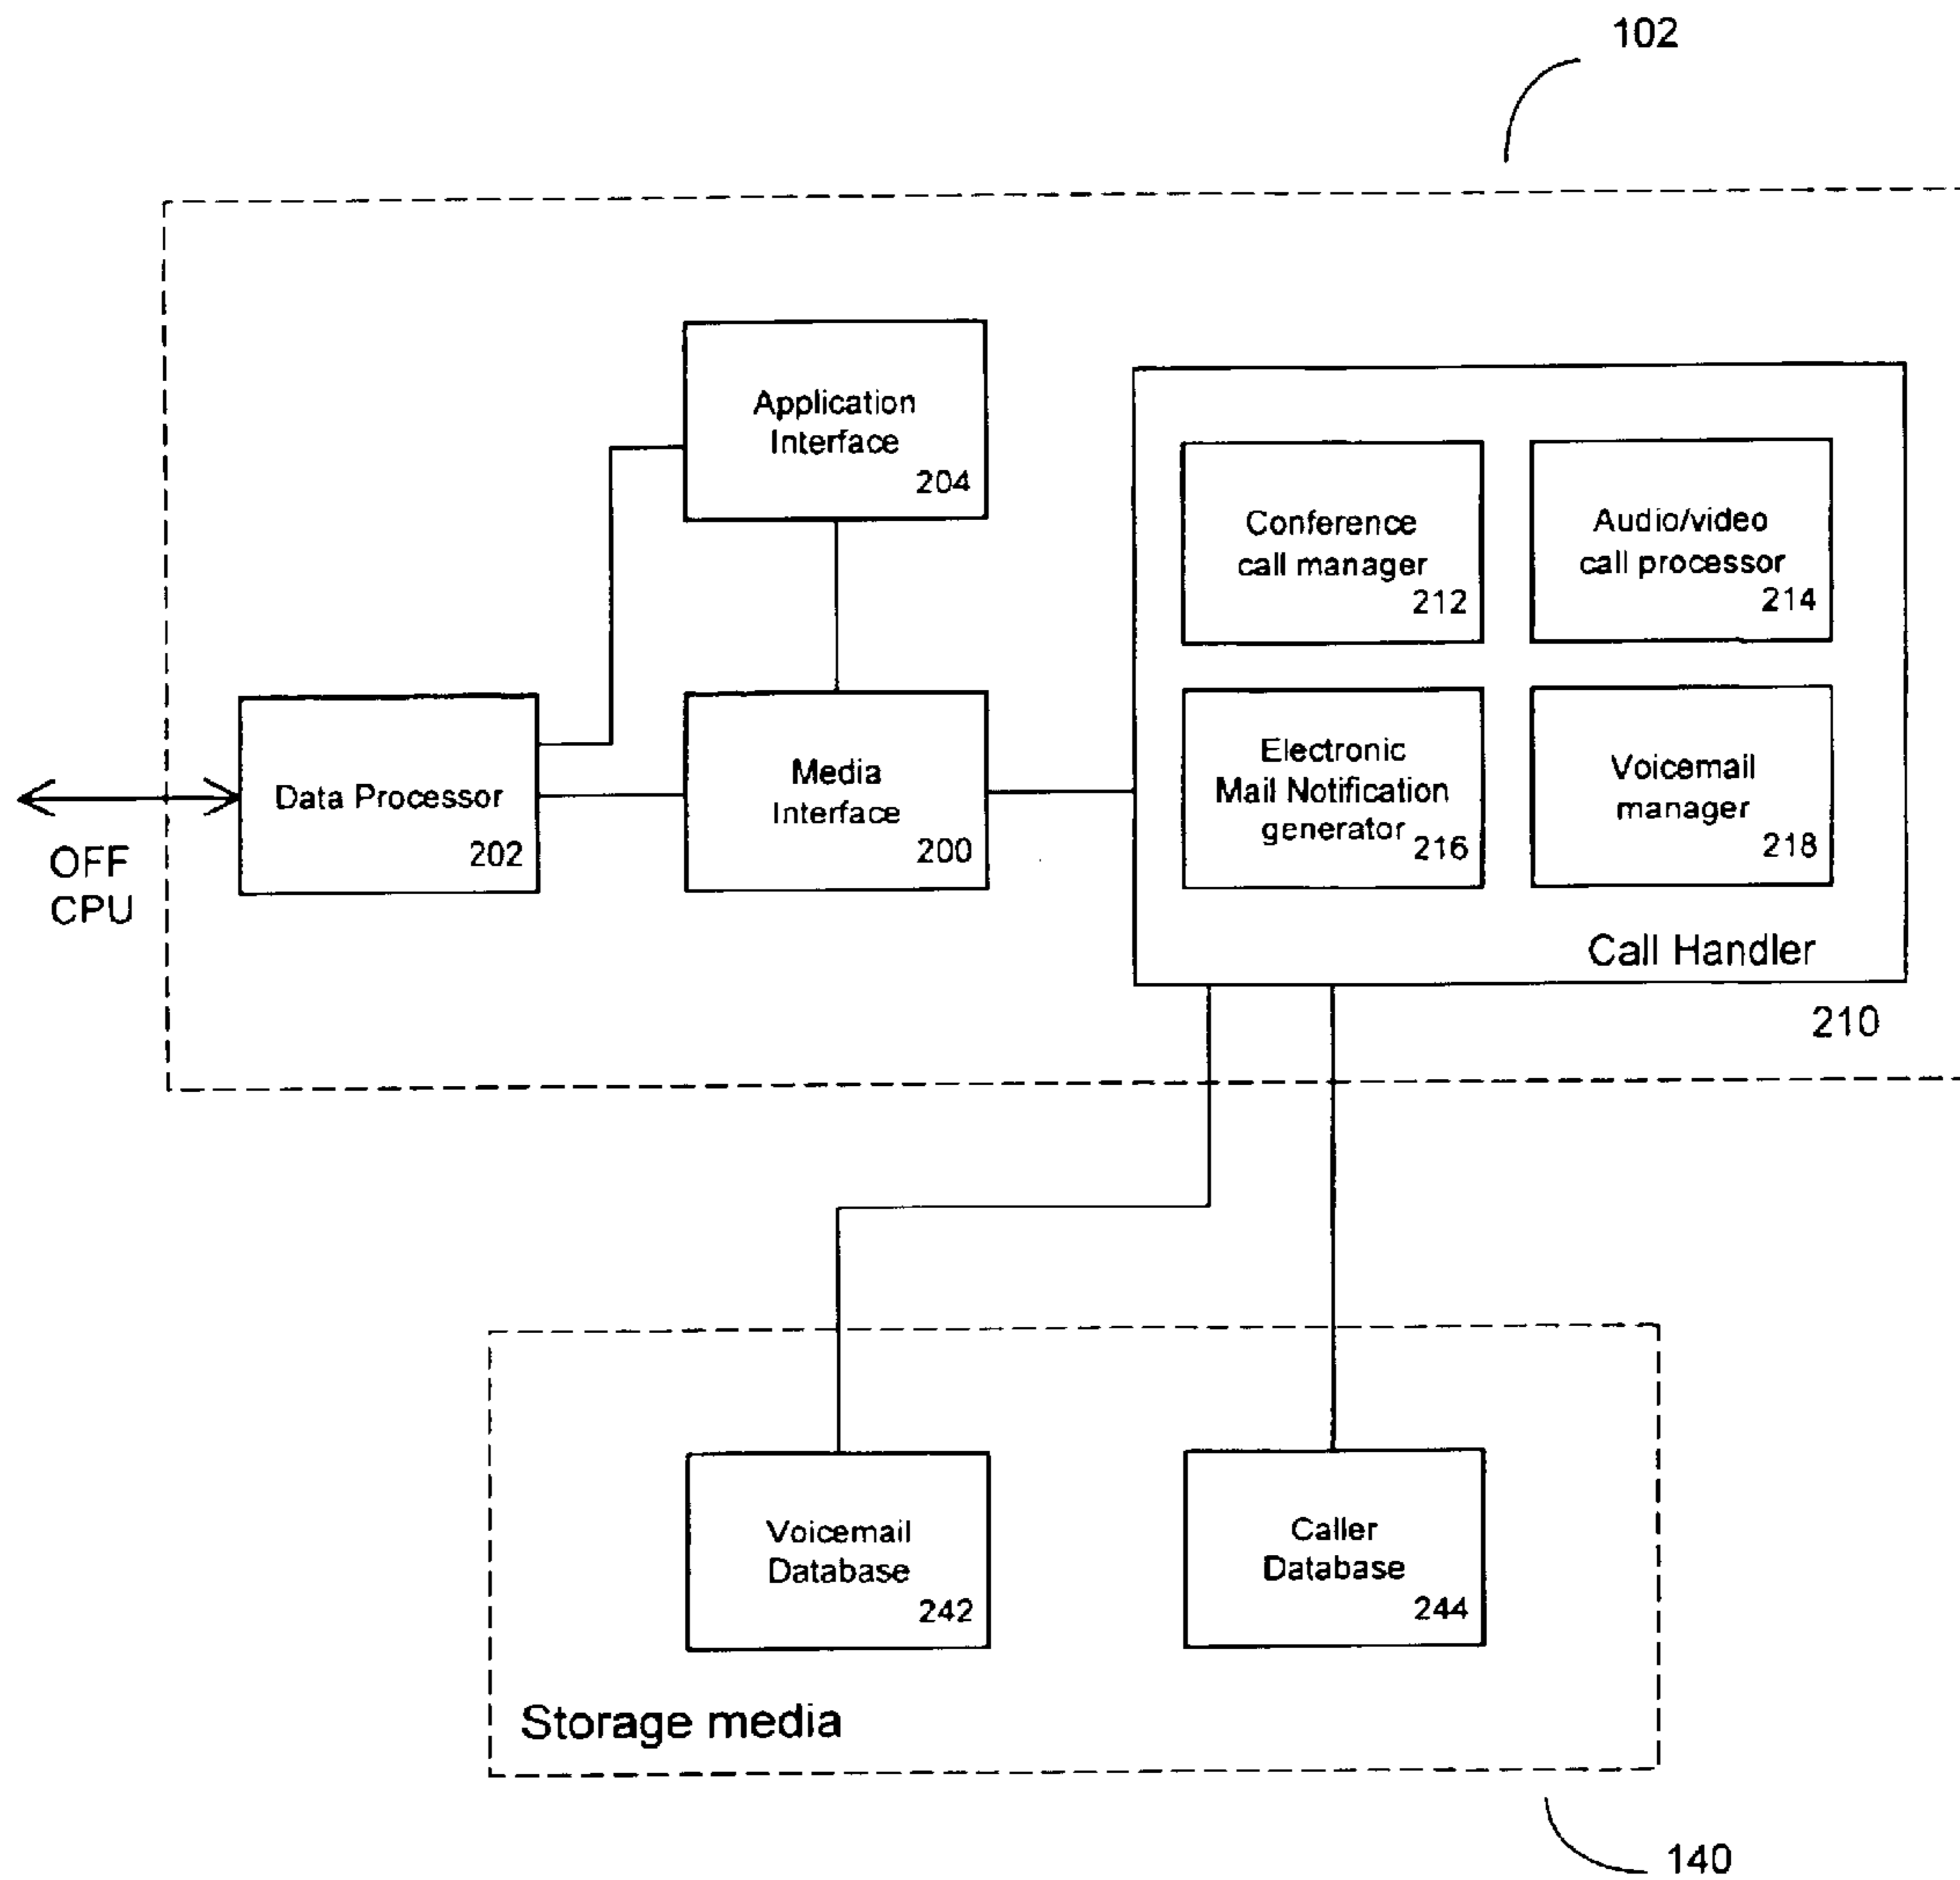 102
Application
Interface
204
Conference
call manager
212
Audio/video
call processor
214
Data Processor
202
OFF
CPU
Media
Interface
200
Electronic
Mail Notification
generator
216
Voicemail
manager
218
Call Handler
210
Voicemail
Database
242
Caller
Database
244
Storage media
140